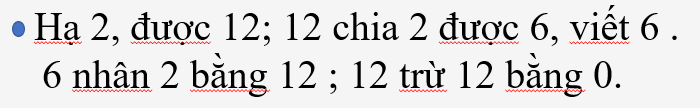 • Hạ 2, được 12; 12 chia 2 được 6, viết 6 .
6 nhân 2 bằng 12 ; 12 trừ 12 bằng 0.